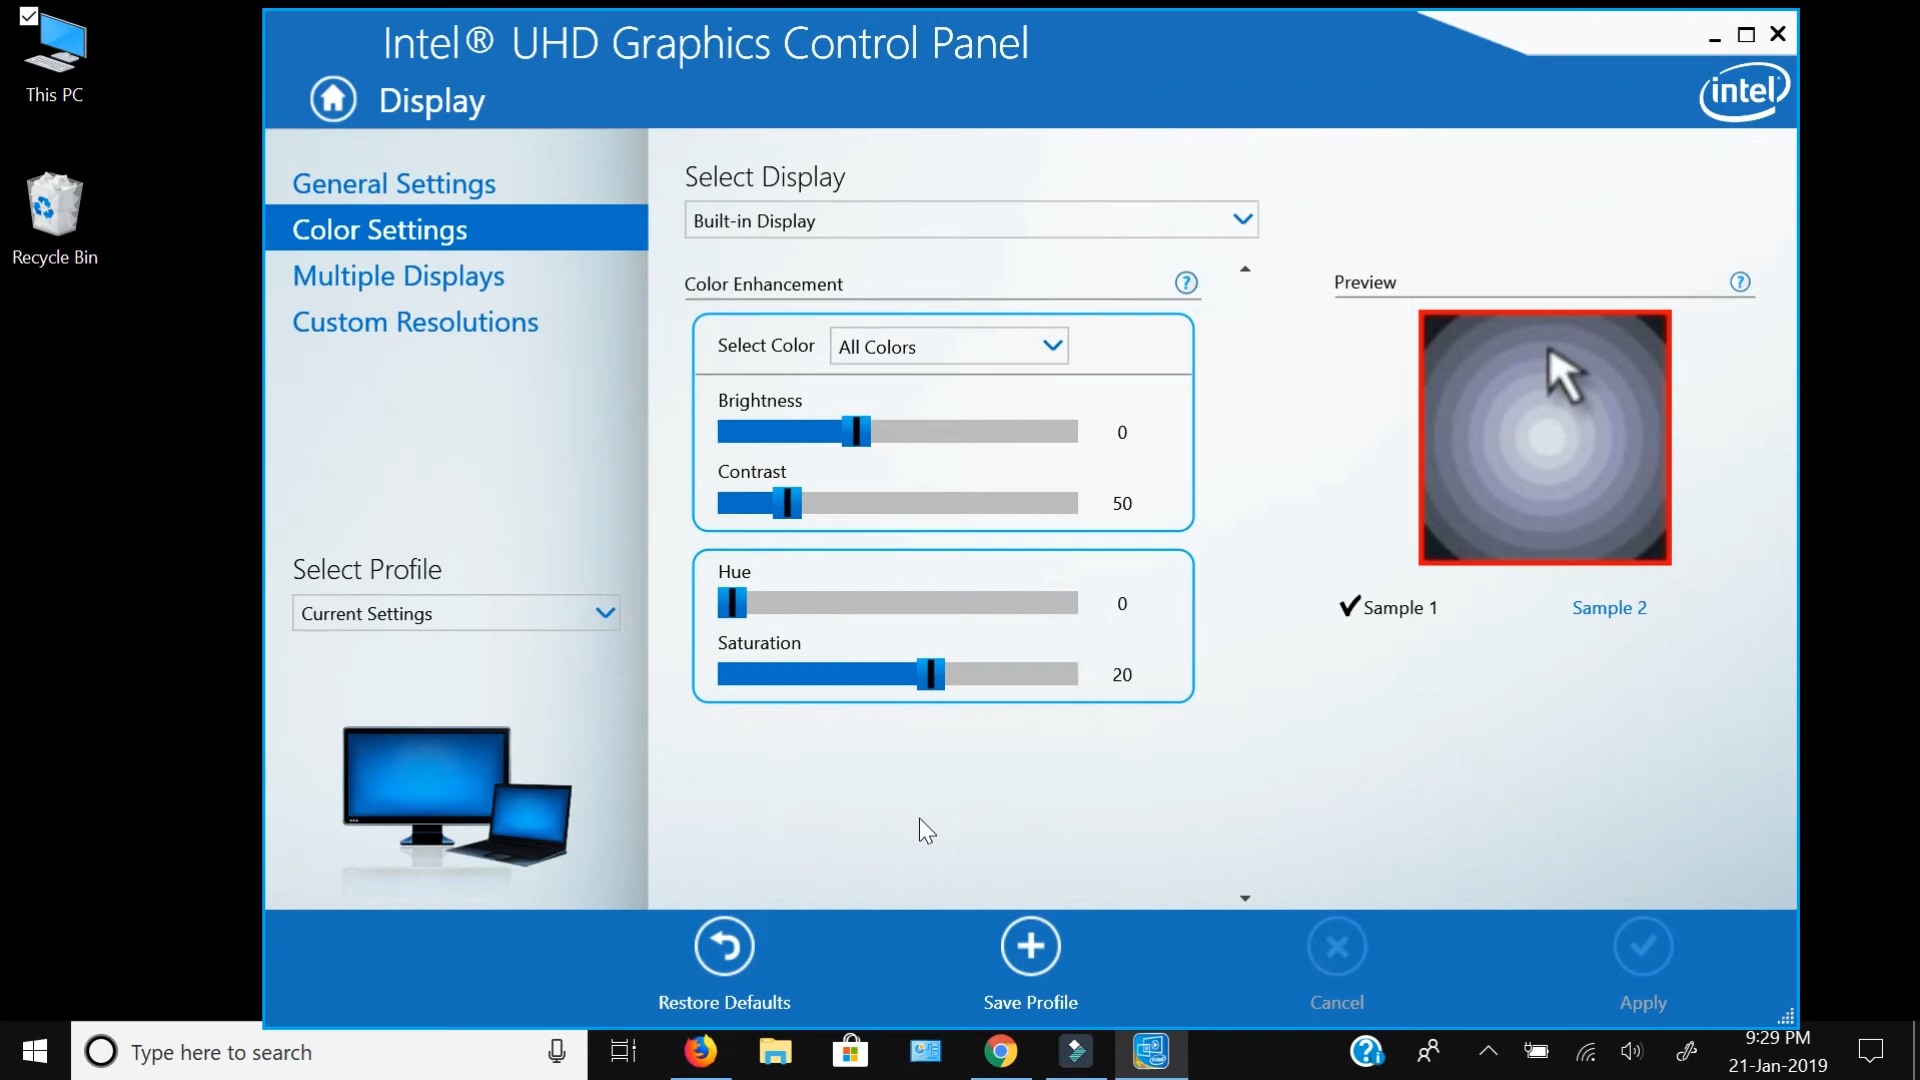 This PC
Recycle Bin
Intel® UHD Graphics Control Panel
Display
intel
General Settings
Color Settings
Multiple Displays
Custom Resolutions
Select Profile
Current Settings
Select Display
Built-in Display
Color Enhancement
?
Select Color
All Colors
Brightness
0
Contrast
50
Hue
0
Saturation
20
Preview
?
Sample 1
Sample 2
Restore Defaults
Save Profile
Cancel
Apply
Type here to search
9:29 PM
21-Jan-2019